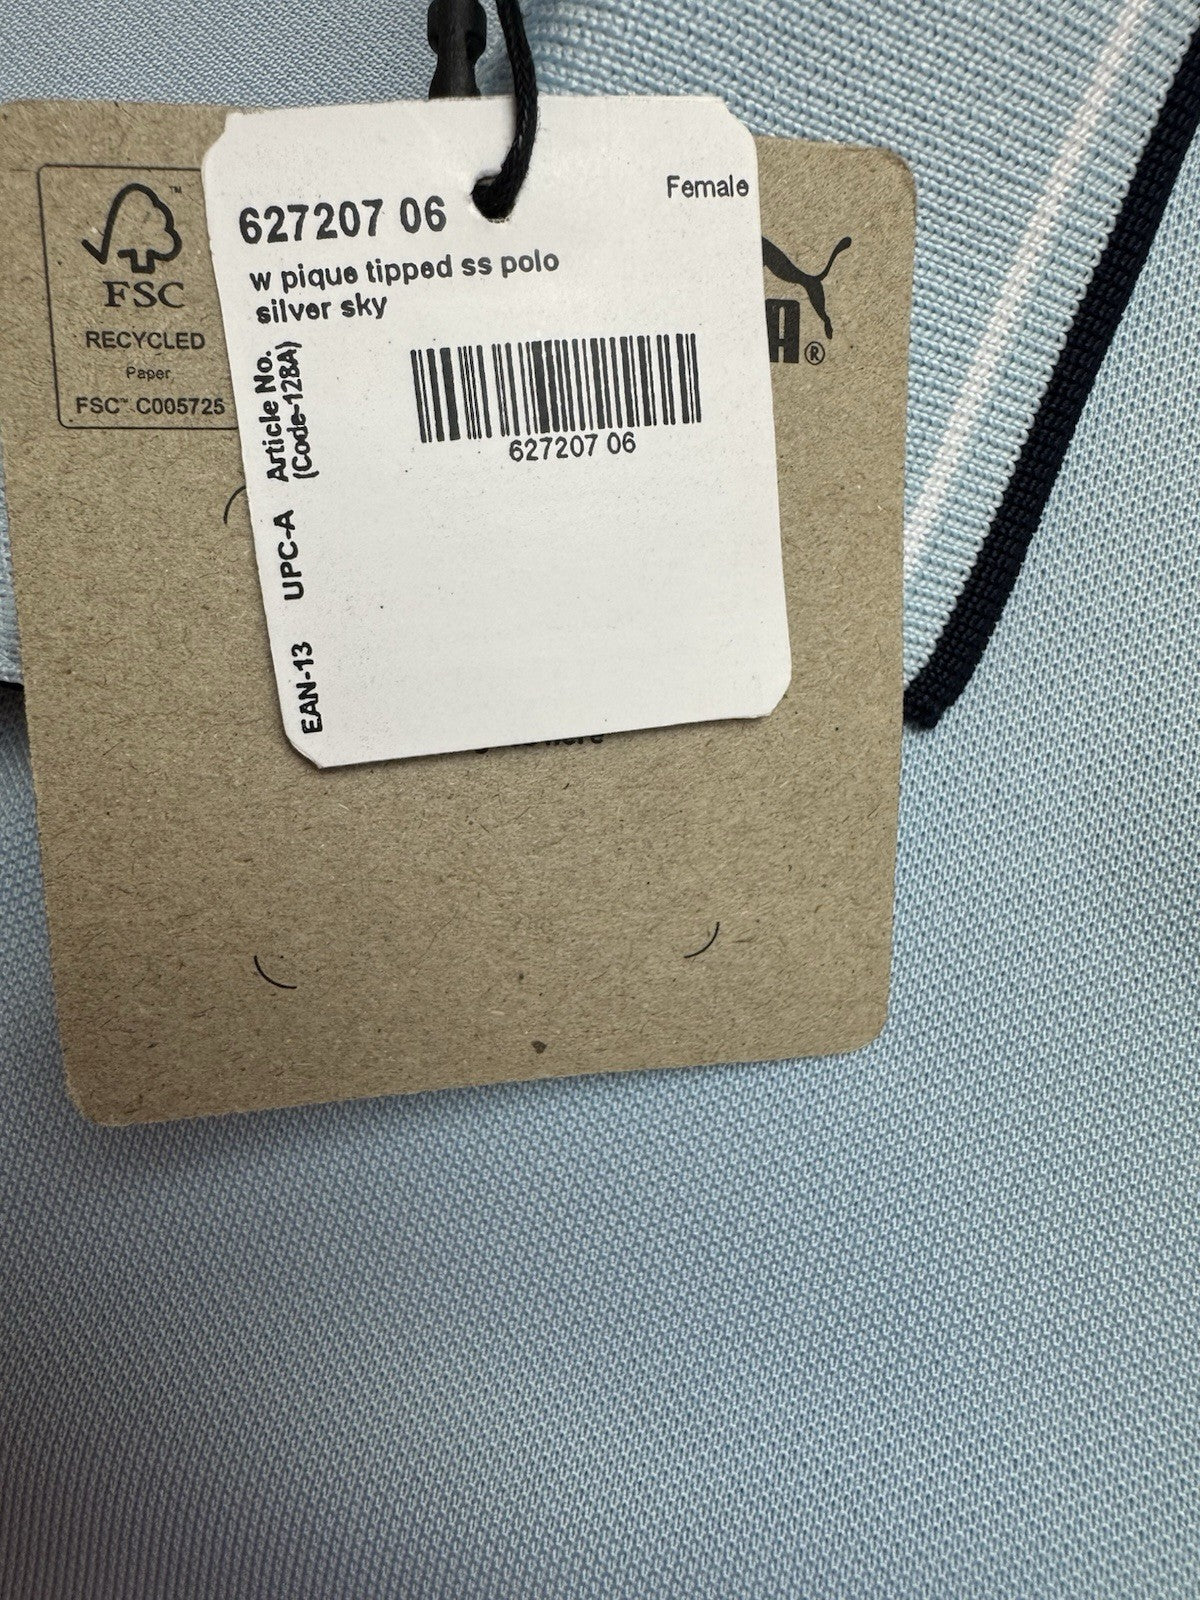 Female
627207 06
w pique tipped ss polo
silver sky
Article No.
(Code-128A)
627207 06
UPC-A
EAN-13
™
FSC
RECYCLED
Paper
FSC™ C005725
A®